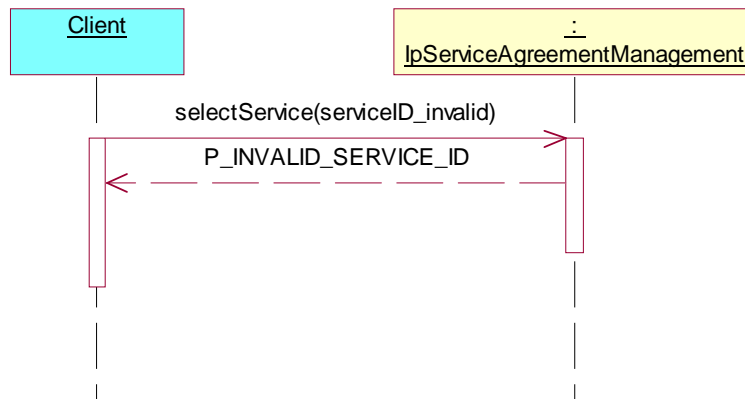 Client
:
IpServiceAgreementManagement
selectService(serviceID_invalid)
P_INVALID_SERVICE_ID